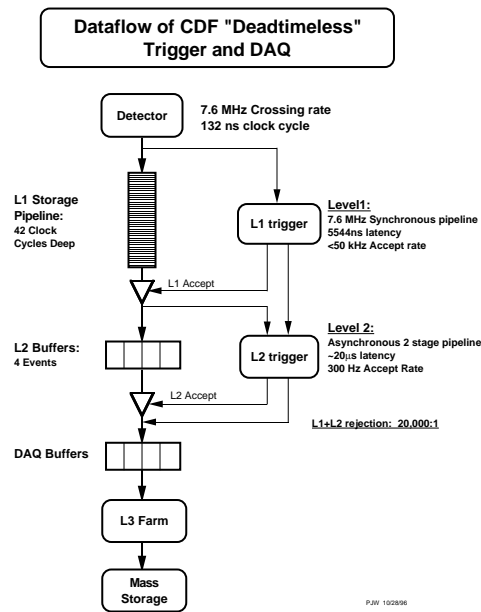 Dataflow of CDF "Deadtimeless"
Trigger and DAQ
Detector
7.6 MHz Crossing rate
132 ns clock cycle
L1 Storage
Pipeline:
42 Clock
Cycles Deep
L1 trigger
Level1:
7.6 MHz Synchronous pipeline
5544ns latency
<50 kHz Accept rate
L1 Accept
L2 Buffers:
4 Events
L2 trigger
Level 2:
Asynchronous 2 stage pipeline
~20µs latency
300 Hz Accept Rate
L2 Accept
L1+L2 rejection: 20,000:1
DAQ Buffers
L3 Farm
Mass
Storage
PJW 10/28/96